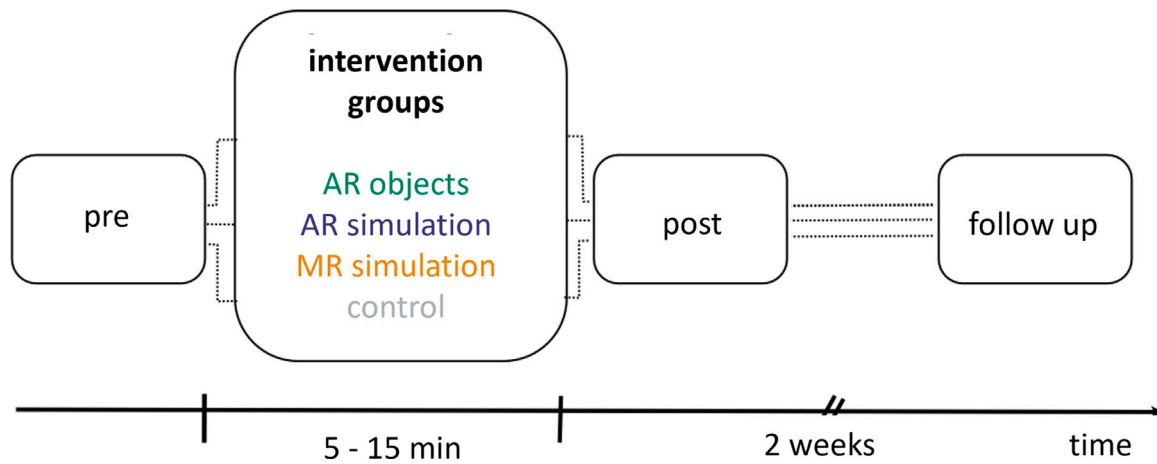 pre
intervention
groups
AR objects
AR simulation
MR simulation
control
post
follow up
5 - 15 min
2 weeks
time